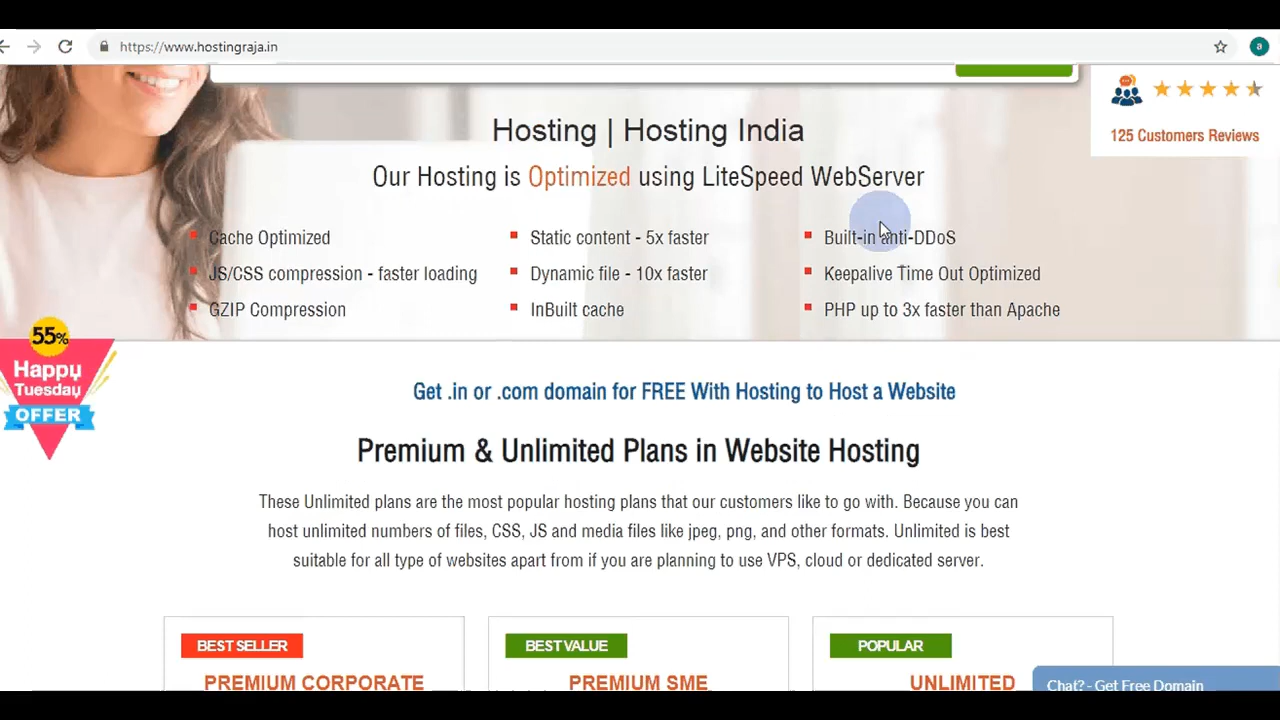 https://www.hostingraja.in
a
125 Customers Reviews
Hosting | Hosting India
Our Hosting is Optimized using LiteSpeed WebServer
Cache Optimized
Static content - 5x faster
Built-in anti-DDoS
JS/CSS compression - faster loading
Dynamic file - 10x faster
Keepalive Time Out Optimized
GZIP Compression
InBuilt cache
PHP up to 3x faster than Apache
55%
Happy
Tuesday
OFFER
Get .in or .com domain for FREE With Hosting to Host a Website
Premium & Unlimited Plans in Website Hosting
These Unlimited plans are the most popular hosting plans that our customers like to go with. Because you can
host unlimited numbers of files, CSS, JS and media files like jpeg, png, and other formats. Unlimited is best
suitable for all type of websites apart from if you are planning to use VPS, cloud or dedicated server.
BEST SELLER
BEST VALUE
POPULAR
PREMIUM CORPORATE
PREMIUM SME
UNLIMITED
Chat? - Get Free Domain